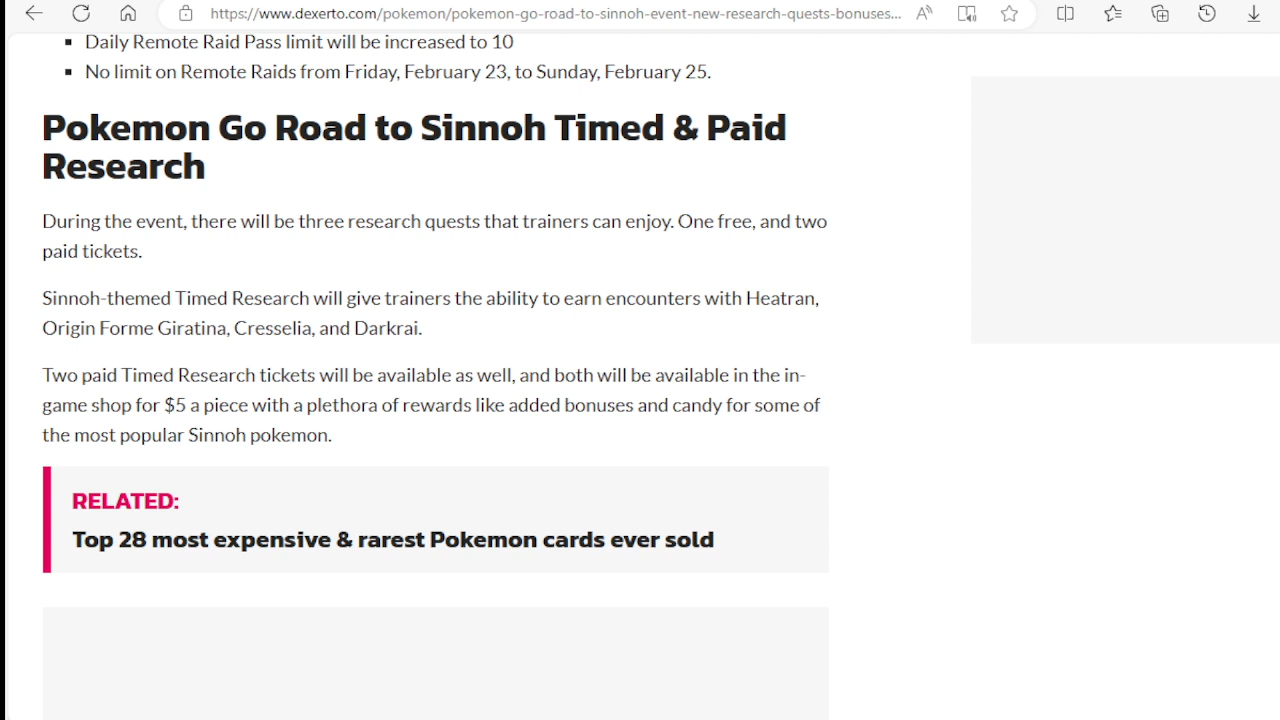 https://www.dexerto.com/pokemon/pokemon-go-road-to-sinnoh-event-new-research-quests-bonuses...
▪ Daily Remote Raid Pass limit will be increased to 10
▪ No limit on Remote Raids from Friday, February 23, to Sunday, February 25.
Pokemon Go Road to Sinnoh Timed & Paid
Research
During the event, there will be three research quests that trainers can enjoy. One free, and two
paid tickets.
Sinnoh-themed Timed Research will give trainers the ability to earn encounters with Heatran,
Origin Forme Giratina, Cresselia, and Darkrai.
Two paid Timed Research tickets will be available as well, and both will be available in the in-
game shop for $5 a piece with a plethora of rewards like added bonuses and candy for some of
the most popular Sinnoh pokemon.
RELATED:
Top 28 most expensive & rarest Pokemon cards ever sold